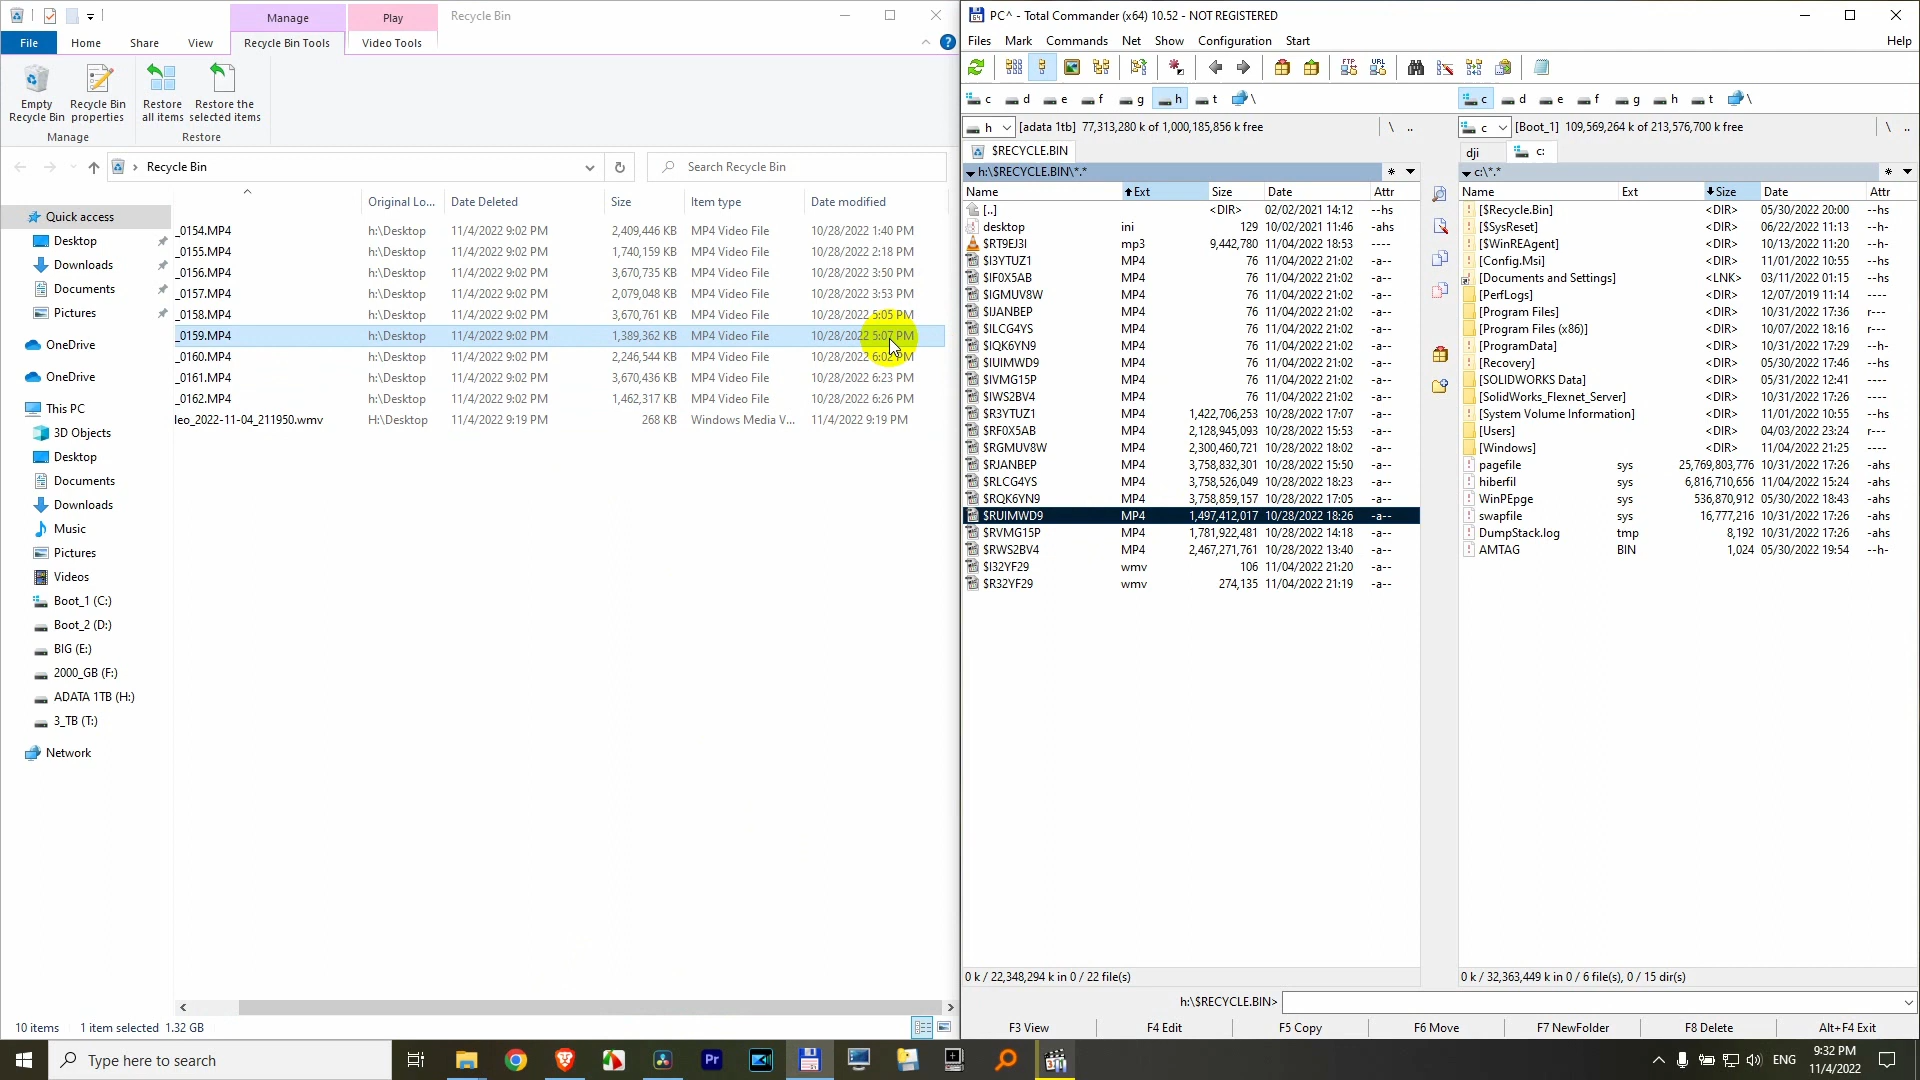 Manage
Play
Recycle Bin
File
Home
Share
View
Recycle Bin Tools
Video Tools
Empty
Recycle Bin
Recycle Bin
properties
Restore
all items
Restore the
selected items
Manage
Restore
Recycle Bin
Search Recycle Bin
Original Lo...
Date Deleted
Size
Item type
Date modified
_0154.MP4 h:\Desktop 11/4/2022 9:02 PM 2,409,446 KB MP4 Video File 10/28/2022 1:40 PM
_0155.MP4 h:\Desktop 11/4/2022 9:02 PM 1,740,159 KB MP4 Video File 10/28/2022 2:18 PM
_0156.MP4 h:\Desktop 11/4/2022 9:02 PM 3,670,735 KB MP4 Video File 10/28/2022 3:50 PM
_0157.MP4 h:\Desktop 11/4/2022 9:02 PM 2,079,048 KB MP4 Video File 10/28/2022 3:53 PM
_0158.MP4 h:\Desktop 11/4/2022 9:02 PM 3,670,761 KB MP4 Video File 10/28/2022 5:05 PM
_0159.MP4 h:\Desktop 11/4/2022 9:02 PM 1,389,362 KB MP4 Video File 10/28/2022 5:07 PM
_0160.MP4 h:\Desktop 11/4/2022 9:02 PM 2,246,544 KB MP4 Video File 10/28/2022 6:02 PM
_0161.MP4 h:\Desktop 11/4/2022 9:02 PM 3,670,436 KB MP4 Video File 10/28/2022 6:23 PM
_0162.MP4 h:\Desktop 11/4/2022 9:02 PM 1,462,317 KB MP4 Video File 10/28/2022 6:26 PM
leo_2022-11-04_211950.wmv H:\Desktop 11/4/2022 9:19 PM 268 KB Windows Media V... 11/4/2022 9:19 PM
Quick access
Desktop
Downloads
Documents
Pictures
OneDrive
OneDrive
This PC
3D Objects
Desktop
Documents
Downloads
Music
Pictures
Videos
Boot_1 (C:)
Boot_2 (D:)
BIG (E:)
2000_GB (F:)
ADATA 1TB (H:)
3_TB (T:)
Network
10 items 1 item selected 1.32 GB
PC^ - Total Commander (x64) 10.52 - NOT REGISTERED
Files Mark Commands Net Show Configuration Start Help
FTP
URL
c d e f g h t \
c d e f g h t \
h [adata 1tb] 77,313,280 k of 1,000,185,856 k free \ ..
c [Boot_1] 109,569,264 k of 213,576,700 k free \ ..
$RECYCLE.BIN
dji c:
h:\$RECYCLE.BIN\*.* *
Name Ext Size Date Attr
[..] <DIR> 02/02/2021 14:12 --hs
desktop ini 129 10/02/2021 11:46 -ahs
$RT9EJ3I mp3 9,442,780 11/04/2022 18:53 ----
$I3YTUZ1 MP4 76 11/04/2022 21:02 -a--
$IF0X5AB MP4 76 11/04/2022 21:02 -a--
$IGMUV8W MP4 76 11/04/2022 21:02 -a--
$IJANBEP MP4 76 11/04/2022 21:02 -a--
$ILCG4YS MP4 76 11/04/2022 21:02 -a--
$IQK6YN9 MP4 76 11/04/2022 21:02 -a--
$IUIMWD9 MP4 76 11/04/2022 21:02 -a--
$IVMG15P MP4 76 11/04/2022 21:02 -a--
$IWS2BV4 MP4 76 11/04/2022 21:02 -a--
$R3YTUZ1 MP4 1,422,706,253 10/28/2022 17:07 -a--
$RF0X5AB MP4 2,128,945,093 10/28/2022 15:53 -a--
$RGMUV8W MP4 2,300,460,721 10/28/2022 18:02 -a--
$RJANBEP MP4 3,758,832,301 10/28/2022 15:50 -a--
$RLCG4YS MP4 3,758,526,049 10/28/2022 18:23 -a--
$RQK6YN9 MP4 3,758,859,157 10/28/2022 17:05 -a--
$RUIMWD9 MP4 1,497,412,017 10/28/2022 18:26 -a--
$RVMG15P MP4 1,781,922,481 10/28/2022 14:18 -a--
$RWS2BV4 MP4 2,467,271,761 10/28/2022 13:40 -a--
$I32YF29 wmv 106 11/04/2022 21:20 -a--
$R32YF29 wmv 274,135 11/04/2022 21:19 -a--
0 k / 22,348,294 k in 0 / 22 file(s)
c:\*.* *
Name Ext Size Date Attr
[$Recycle.Bin] <DIR> 05/30/2022 20:00 --hs
[$SysReset] <DIR> 06/22/2022 11:13 --h-
[$WinREAgent] <DIR> 10/13/2022 11:20 --h-
[Config.Msi] <DIR> 11/01/2022 10:55 --hs
[Documents and Settings] <LNK> 03/11/2022 01:15 --hs
[PerfLogs] <DIR> 12/07/2019 11:14 ----
[Program Files] <DIR> 10/31/2022 17:36 r---
[Program Files (x86)] <DIR> 10/07/2022 18:16 r---
[ProgramData] <DIR> 10/31/2022 17:29 --h-
[Recovery] <DIR> 05/30/2022 17:46 --hs
[SOLIDWORKS Data] <DIR> 05/31/2022 12:41 ----
[SolidWorks_Flexnet_Server] <DIR> 10/31/2022 17:26 ----
[System Volume Information] <DIR> 11/01/2022 10:55 --hs
[Users] <DIR> 04/03/2022 23:24 r---
[Windows] <DIR> 11/04/2022 21:25 ----
pagefile sys 25,769,803,776 10/31/2022 17:26 -ahs
hiberfil sys 6,816,710,656 11/04/2022 15:24 -ahs
WinPEpge sys 536,870,912 05/30/2022 18:43 -ahs
swapfile sys 16,777,216 10/31/2022 17:26 -ahs
DumpStack.log tmp 8,192 10/31/2022 17:26 -ahs
AMTAG BIN 1,024 05/30/2022 19:54 --h-
0 k / 32,363,449 k in 0 / 6 file(s), 0 / 15 dir(s)
h:\$RECYCLE.BIN>
F3 View F4 Edit F5 Copy F6 Move F7 NewFolder F8 Delete Alt+F4 Exit
Type here to search
Pr
ENG
9:32 PM
11/4/2022